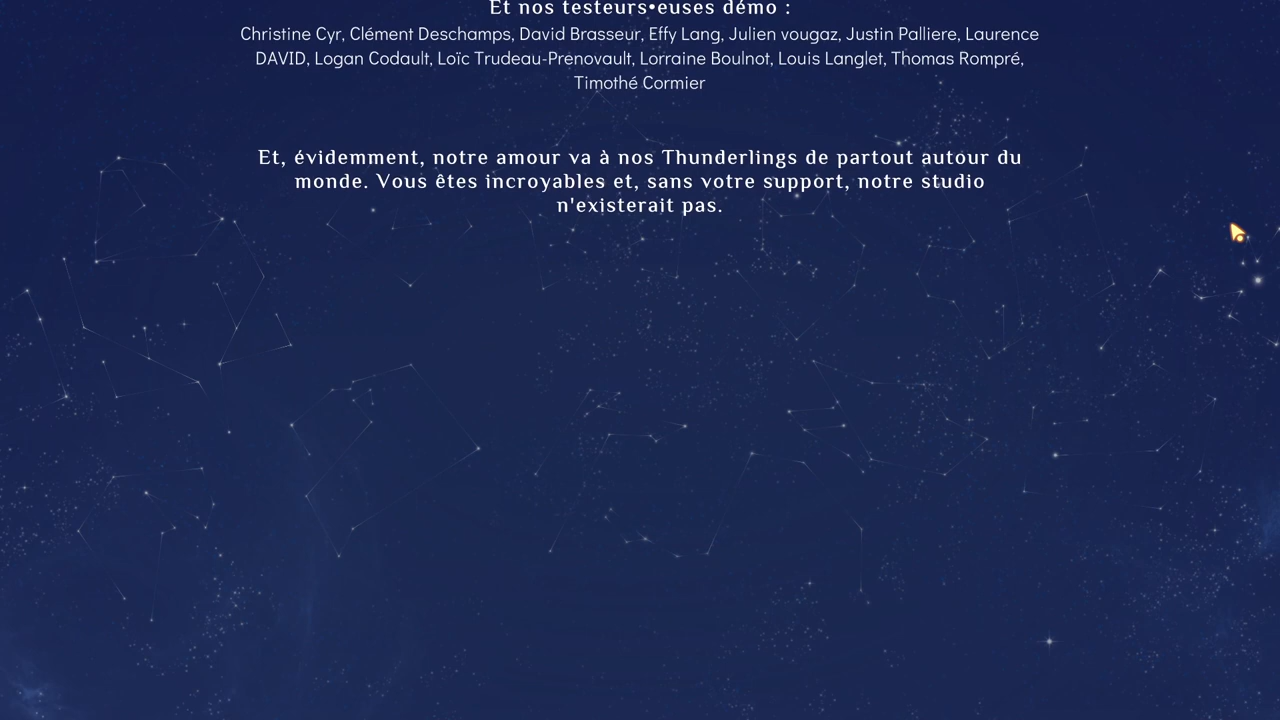 Et nos testeurs•euses démo :
Christine Cyr, Clément Deschamps, David Brasseur, Effy Lang, Julien vougaz, Justin Palliere, Laurence
DAVID, Logan Codault, Loïc Trudeau-Prenovault, Lorraine Boulnot, Louis Langlet, Thomas Rompré,
Timothé Cormier
Et, évidemment, notre amour va à nos Thunderlings de partout autour du
monde. Vous êtes incroyables et, sans votre support, notre studio
n'existerait pas.